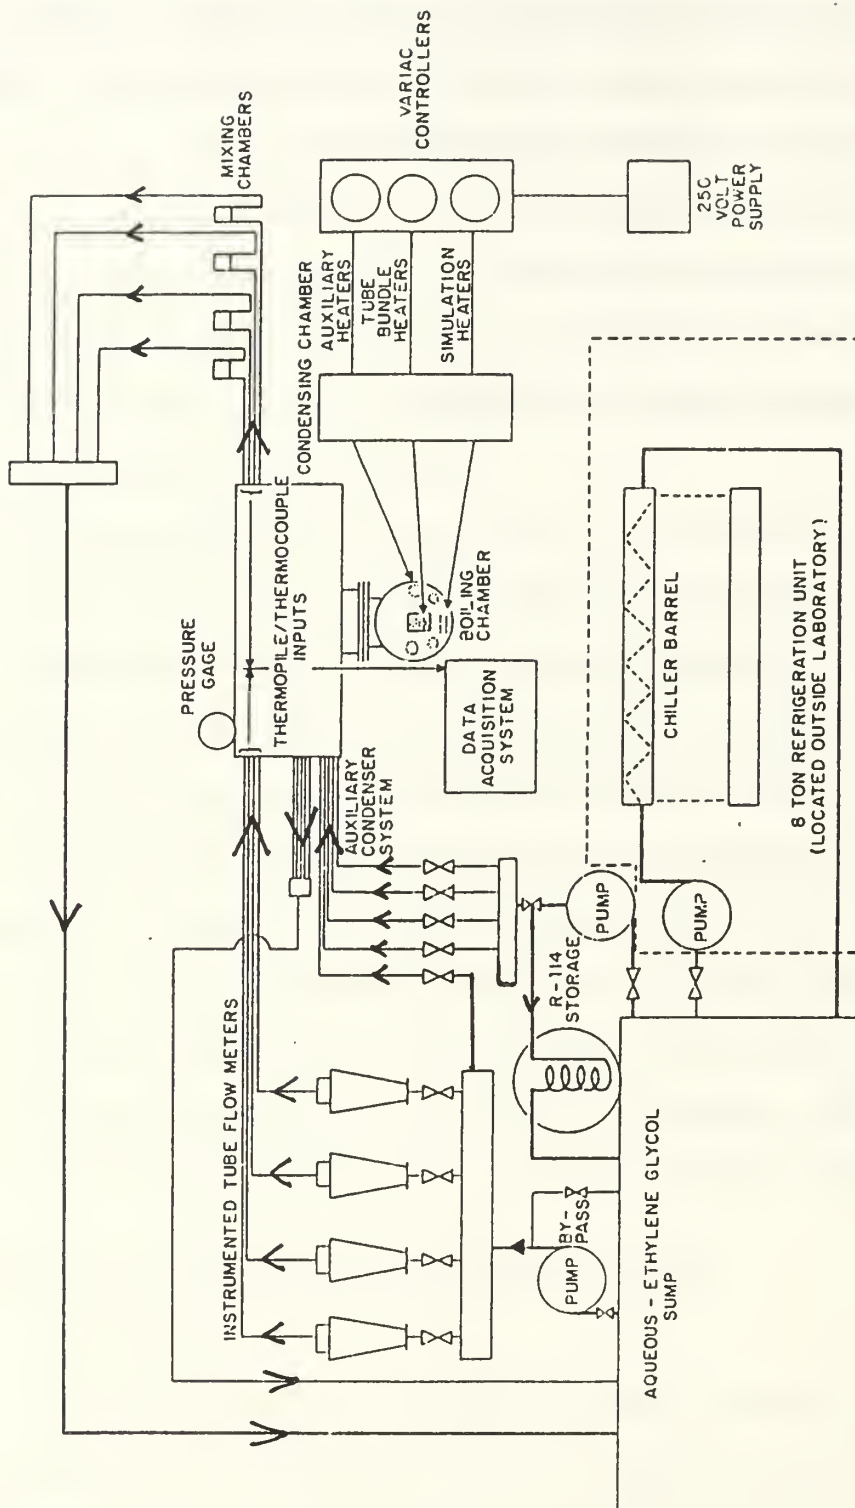 MIXING
CHAMBERS
VARIAC
CONTROLLERS
PRESSURE
GAGE
THERMOPILE/THERMOCOUPLE
INPUTS
CONDENSING CHAMBER
AUXILIARY
HEATERS
TUBE
BUNDLE
HEATERS
SIMULATION
HEATERS
25C
VOLT
POWER
SUPPLY
BOILING
CHAMBER
DATA
ACQUISITION
SYSTEM
AUXILIARY
CONDENSER
SYSTEM
INSTRUMENTED TUBE FLOW METERS
R-114
STORAGE
PUMP
PUMP
CHILLER BARREL
8 TON REFRIGERATION UNIT
(LOCATED OUTSIDE LABORATORY)
PUMP
BY-
PASS
AQUEOUS - ETHYLENE GLYCOL
SUMP